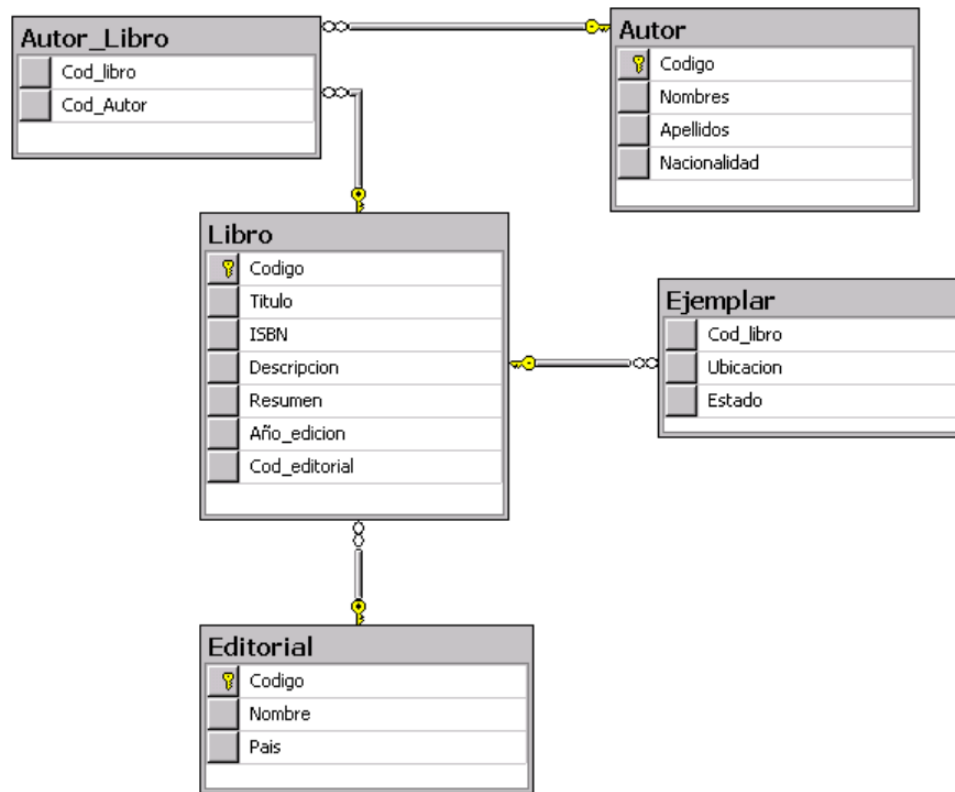 Autor_Libro
Cod_libro
Cod_Autor
Autor
Codigo
Nombres
Apellidos
Nacionalidad
Libro
Codigo
Titulo
ISBN
Descripcion
Resumen
Año_edicion
Cod_editorial
Ejemplar
Cod_libro
Ubicacion
Estado
Editorial
Codigo
Nombre
Pais